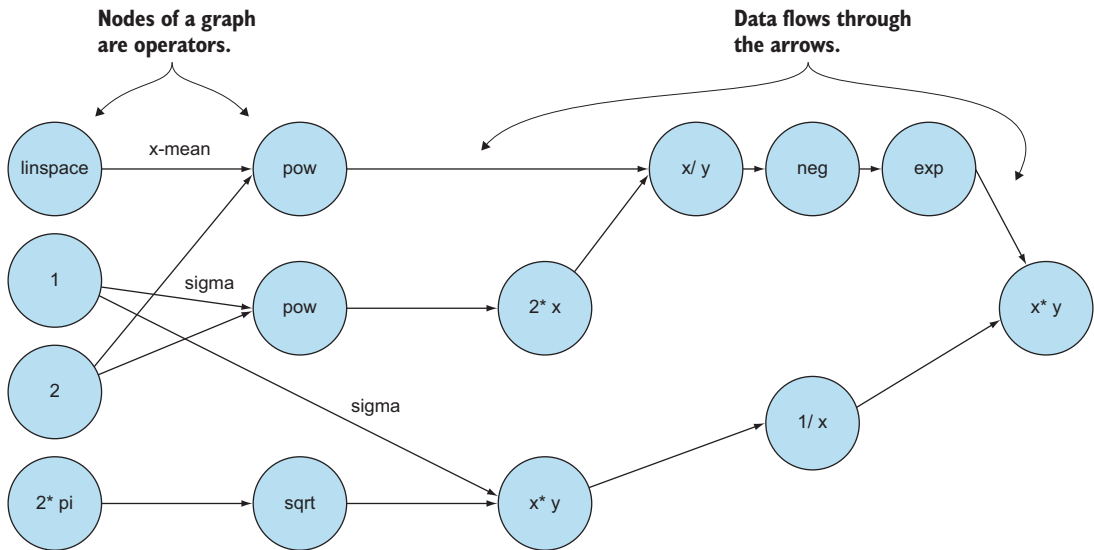 Nodes of a graph
are operators.
Data flows through
the arrows.
linspace
x-mean
pow
x/ y
neg
exp
1
sigma
pow
2* x
x* y
2
sigma
1/ x
2* pi
sqrt
x* y